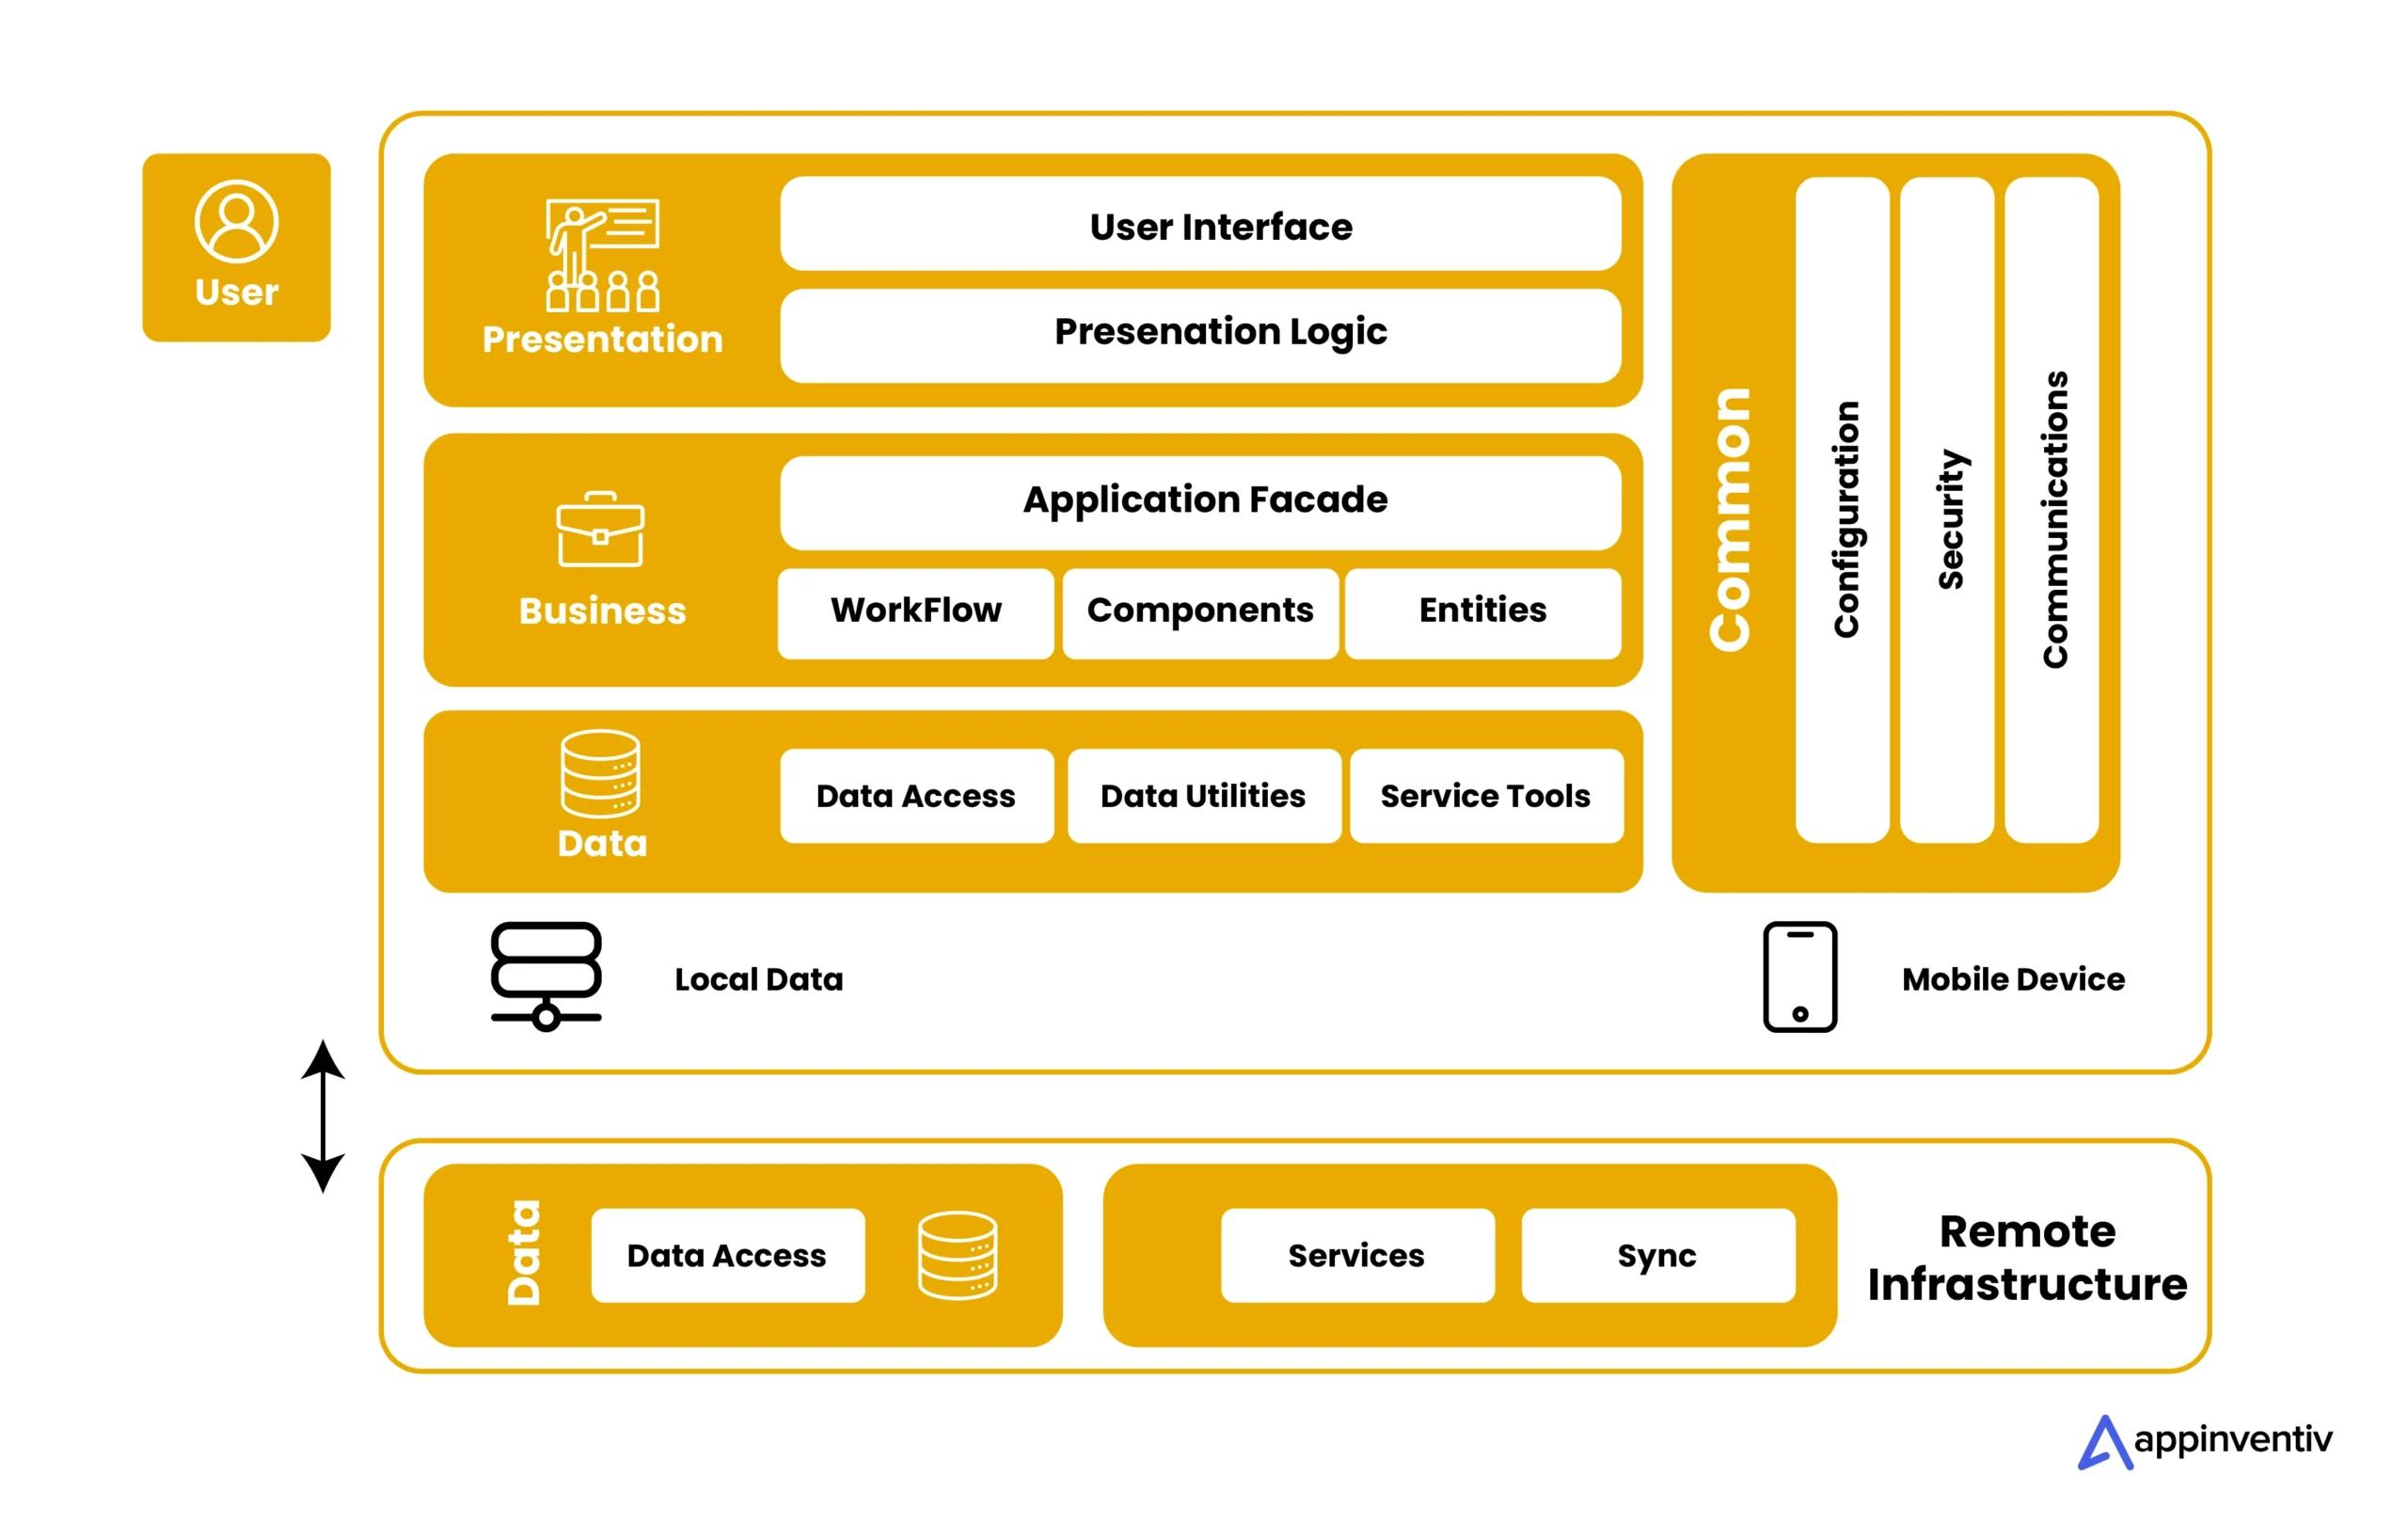 User
Presentation
User Interface
Presenation Logic
Business
Application Facade
WorkFlow
Components
Entities
Data
Data Access
Data Utilities
Service Tools
Common
Configuration
Security
Communications
Local Data
Mobile Device
Data
Data Access
Services
Sync
Remote
Infrastructure
appinventiv